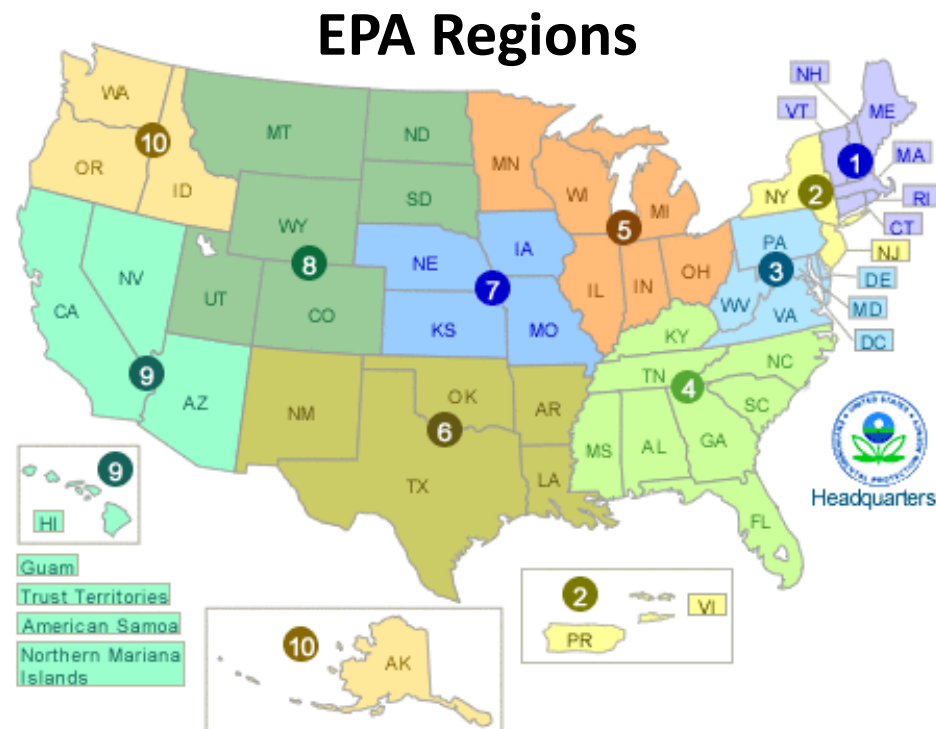 EPA Regions
WA
10
OR
ID
MT
ND
SD
WY
8
UT
CO
MN
WI
MI
5
IL
IN
OH
IA
NE
7
KS
MO
NH
VT
ME
1
MA
RI
CT
NY
2
NJ
PA
3
DE
MD
WV
VA
DC
CA
NV
9
AZ
NM
OK
6
AR
TX
LA
KY
TN
NC
4
SC
MS
AL
GA
FL
UNITED STATES
Headquarters
9
HI
Guam
Trust Territories
American Samoa
Northern Mariana
Islands
10
AK
2
VI
PR